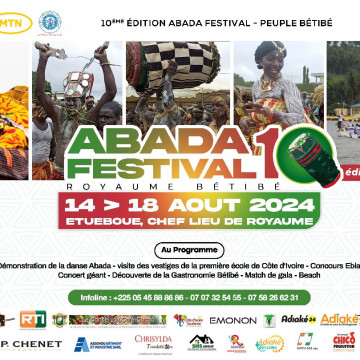 MTN
10ÈME ÉDITION ABADA FESTIVAL - PEUPLE BÉTIBÉ
ABADA
FESTIVAL 10
édi
ROYAUME BÉTIBÉ
14 > 18 AOUT 2024
ETUEBOUE, CHEF LIEU DE ROYAUME
Au Programme
Démonstration de la danse Abada - visite des vestiges de la première école de Côte d'Ivoire - Concours Ebla
Concert géant - Découverte de la Gastronomie Bétibé - Match de gala - Beach
Infoline : +225 05 45 88 86 86 - 07 07 32 54 55 - 07 58 26 62 31
EMONON
Adiaké24
Adiaké
P. CHENET
CHRISYLDA
CHICO
PRODUCTION